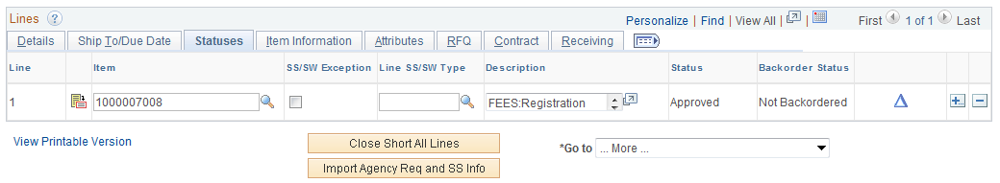 Lines ?
Personalize | Find | View All | First 1 of 1 Last
Details Ship To/Due Date Statuses Item Information Attributes RFQ Contract Receiving
Line Item SS/SW Exception Line SS/SW Type Description Status Backorder Status
1 1000007008 FEES:Registration Approved Not Backordered
View Printable Version
Close Short All Lines
*Go to ... More ...
Import Agency Req and SS Info